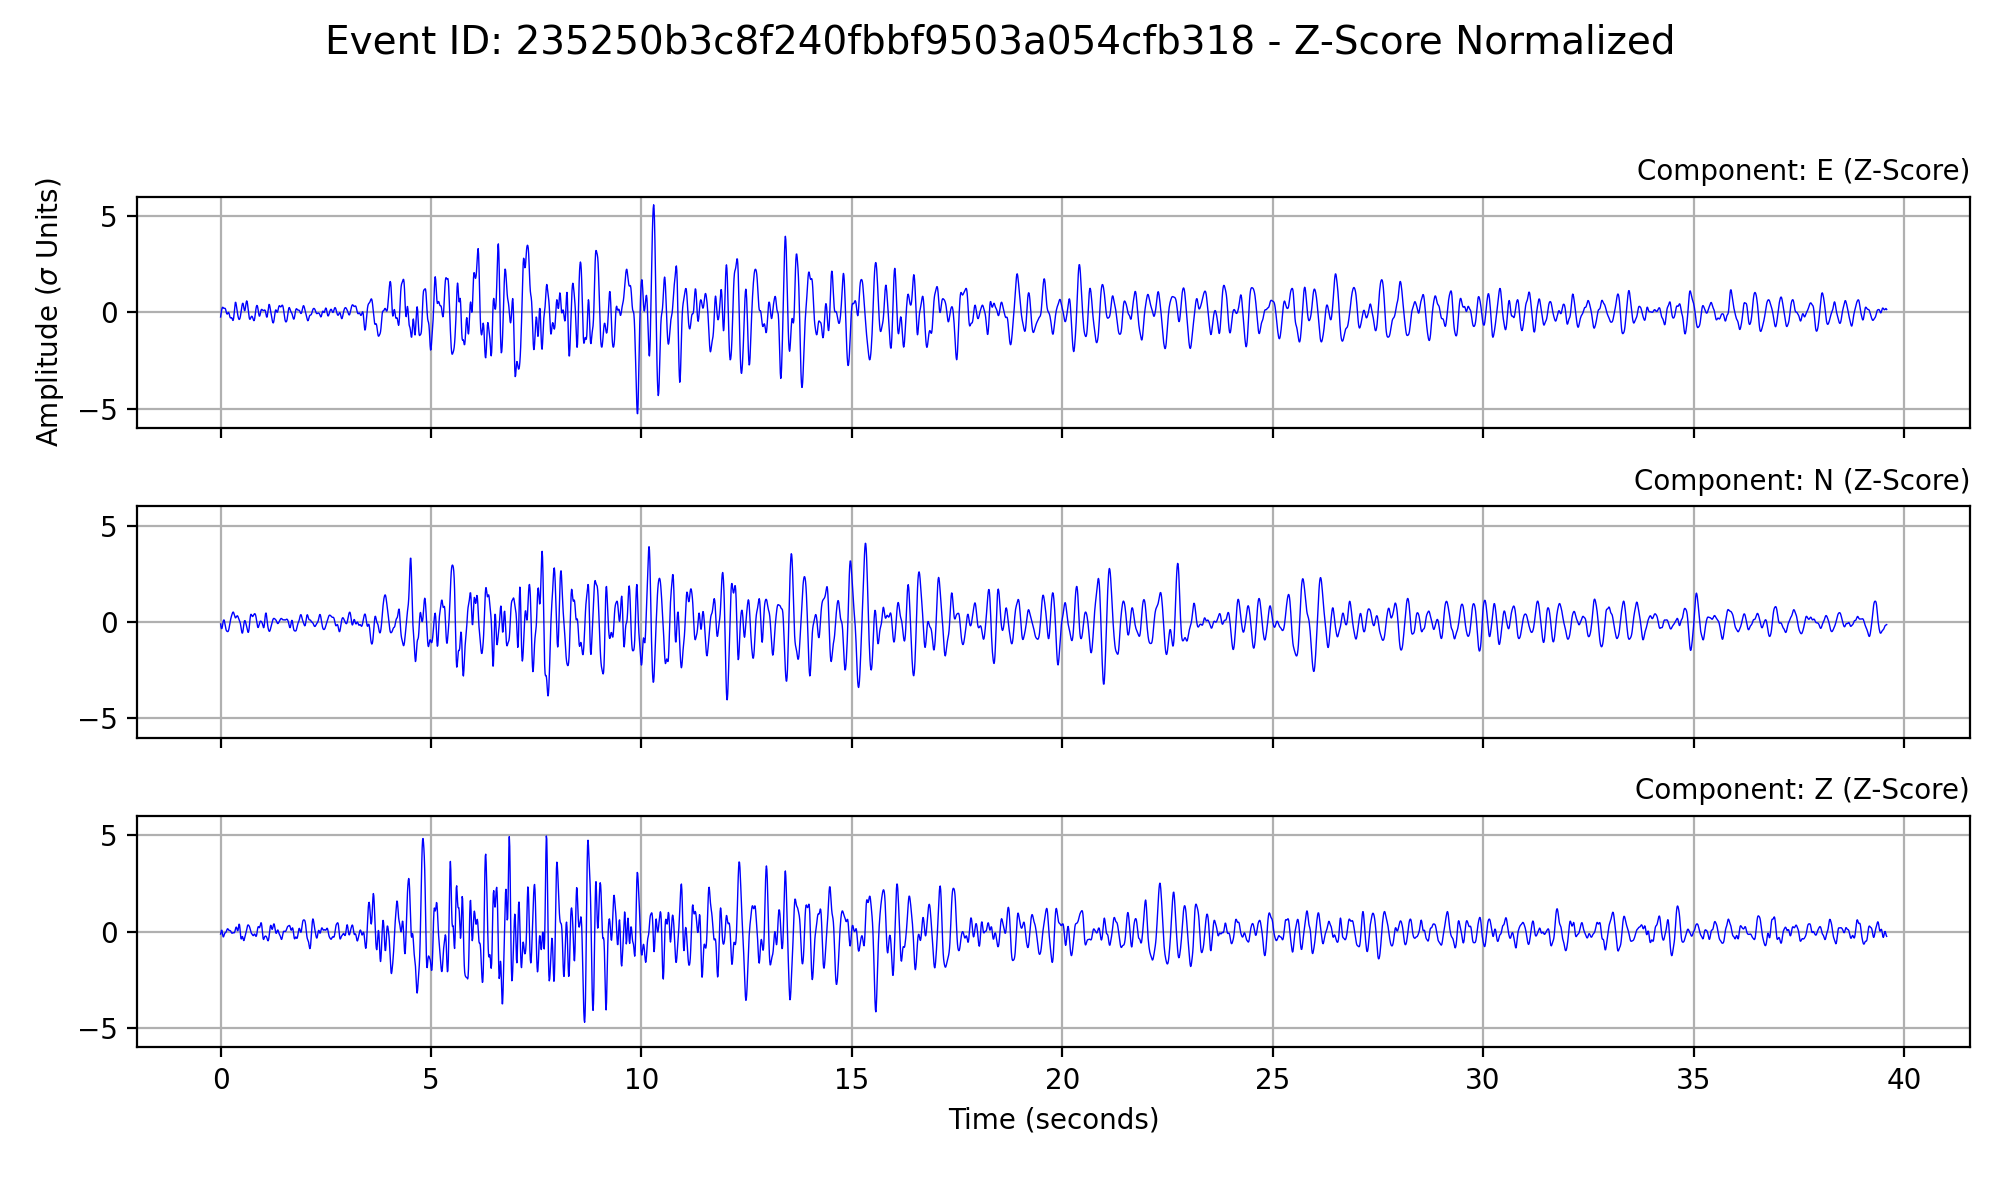 Event ID: 235250b3c8f240fbbf9503a054cfb318 - Z-Score Normalized
Component: E (Z-Score)
Amplitude (σ Units)
5
0
−5
Component: N (Z-Score)
5
0
−5
Component: Z (Z-Score)
5
0
−5
0 5 10 15 20 25 30 35 40
Time (seconds)